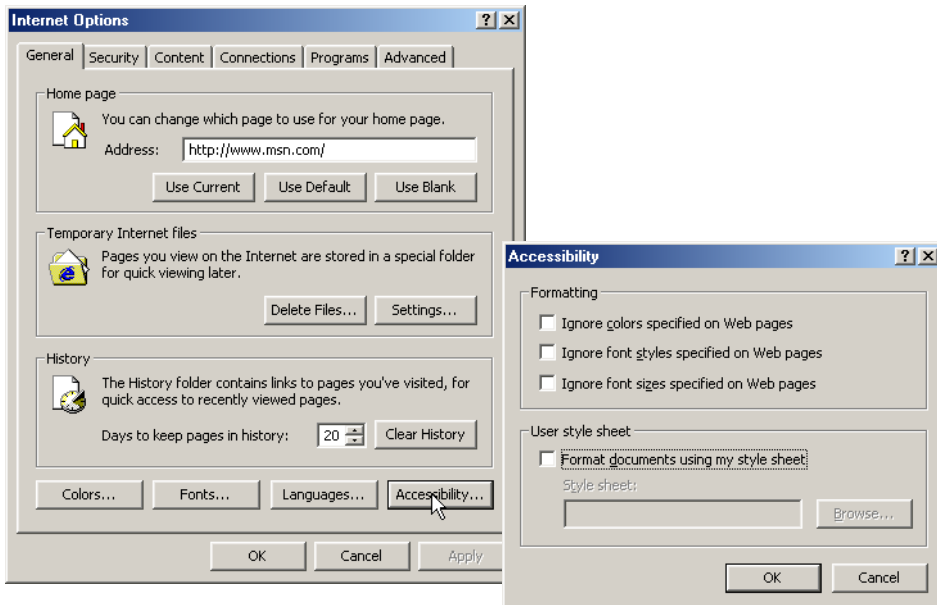 Internet Options
General Security Content Connections Programs Advanced
Home page
You can change which page to use for your home page.
Address: http://www.msn.com/
Use Current Use Default Use Blank
Temporary Internet files
Pages you view on the Internet are stored in a special folder
for quick viewing later.
Delete Files... Settings...
History
The History folder contains links to pages you've visited, for
quick access to recently viewed pages.
Days to keep pages in history: 20 Clear History
Colors... Fonts... Languages... Accessibility...
OK Cancel Apply
Accessibility
Formatting
Ignore colors specified on Web pages
Ignore font styles specified on Web pages
Ignore font sizes specified on Web pages
User style sheet
Format documents using my style sheet
Style sheet:
Browse...
OK Cancel